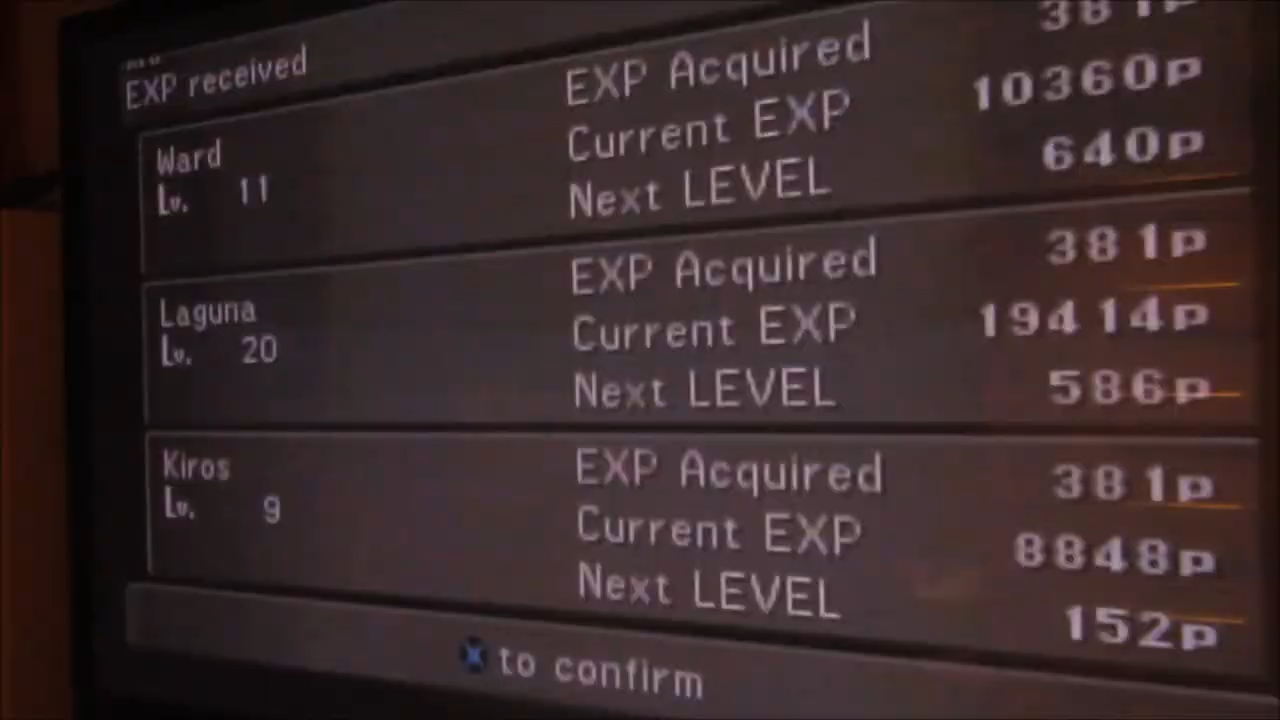 EXP received
EXP Acquired 381p
Ward
Current EXP 10360p
Lv. 11
Next LEVEL 640p
EXP Acquired 381p
Laguna
Current EXP 19414p
Lv. 20
Next LEVEL 586p
EXP Acquired 381p
Kiros
Current EXP 8848p
Lv. 9
Next LEVEL 152p
X to confirm